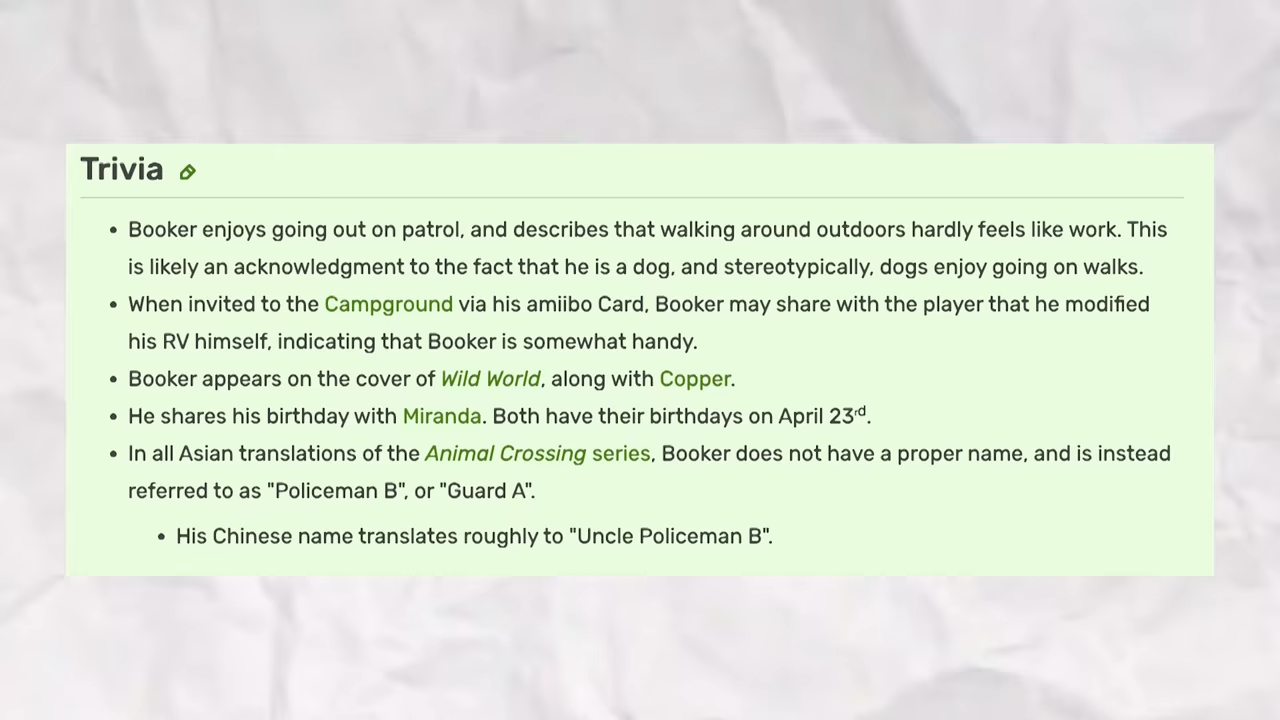 Trivia
Booker enjoys going out on patrol, and describes that walking around outdoors hardly feels like work. This
is likely an acknowledgment to the fact that he is a dog, and stereotypically, dogs enjoy going on walks.
When invited to the Campground via his amiibo Card, Booker may share with the player that he modified
his RV himself, indicating that Booker is somewhat handy.
Booker appears on the cover of Wild World, along with Copper.
He shares his birthday with Miranda. Both have their birthdays on April 23rd.
In all Asian translations of the Animal Crossing series, Booker does not have a proper name, and is instead
referred to as "Policeman B", or "Guard A".
His Chinese name translates roughly to "Uncle Policeman B".